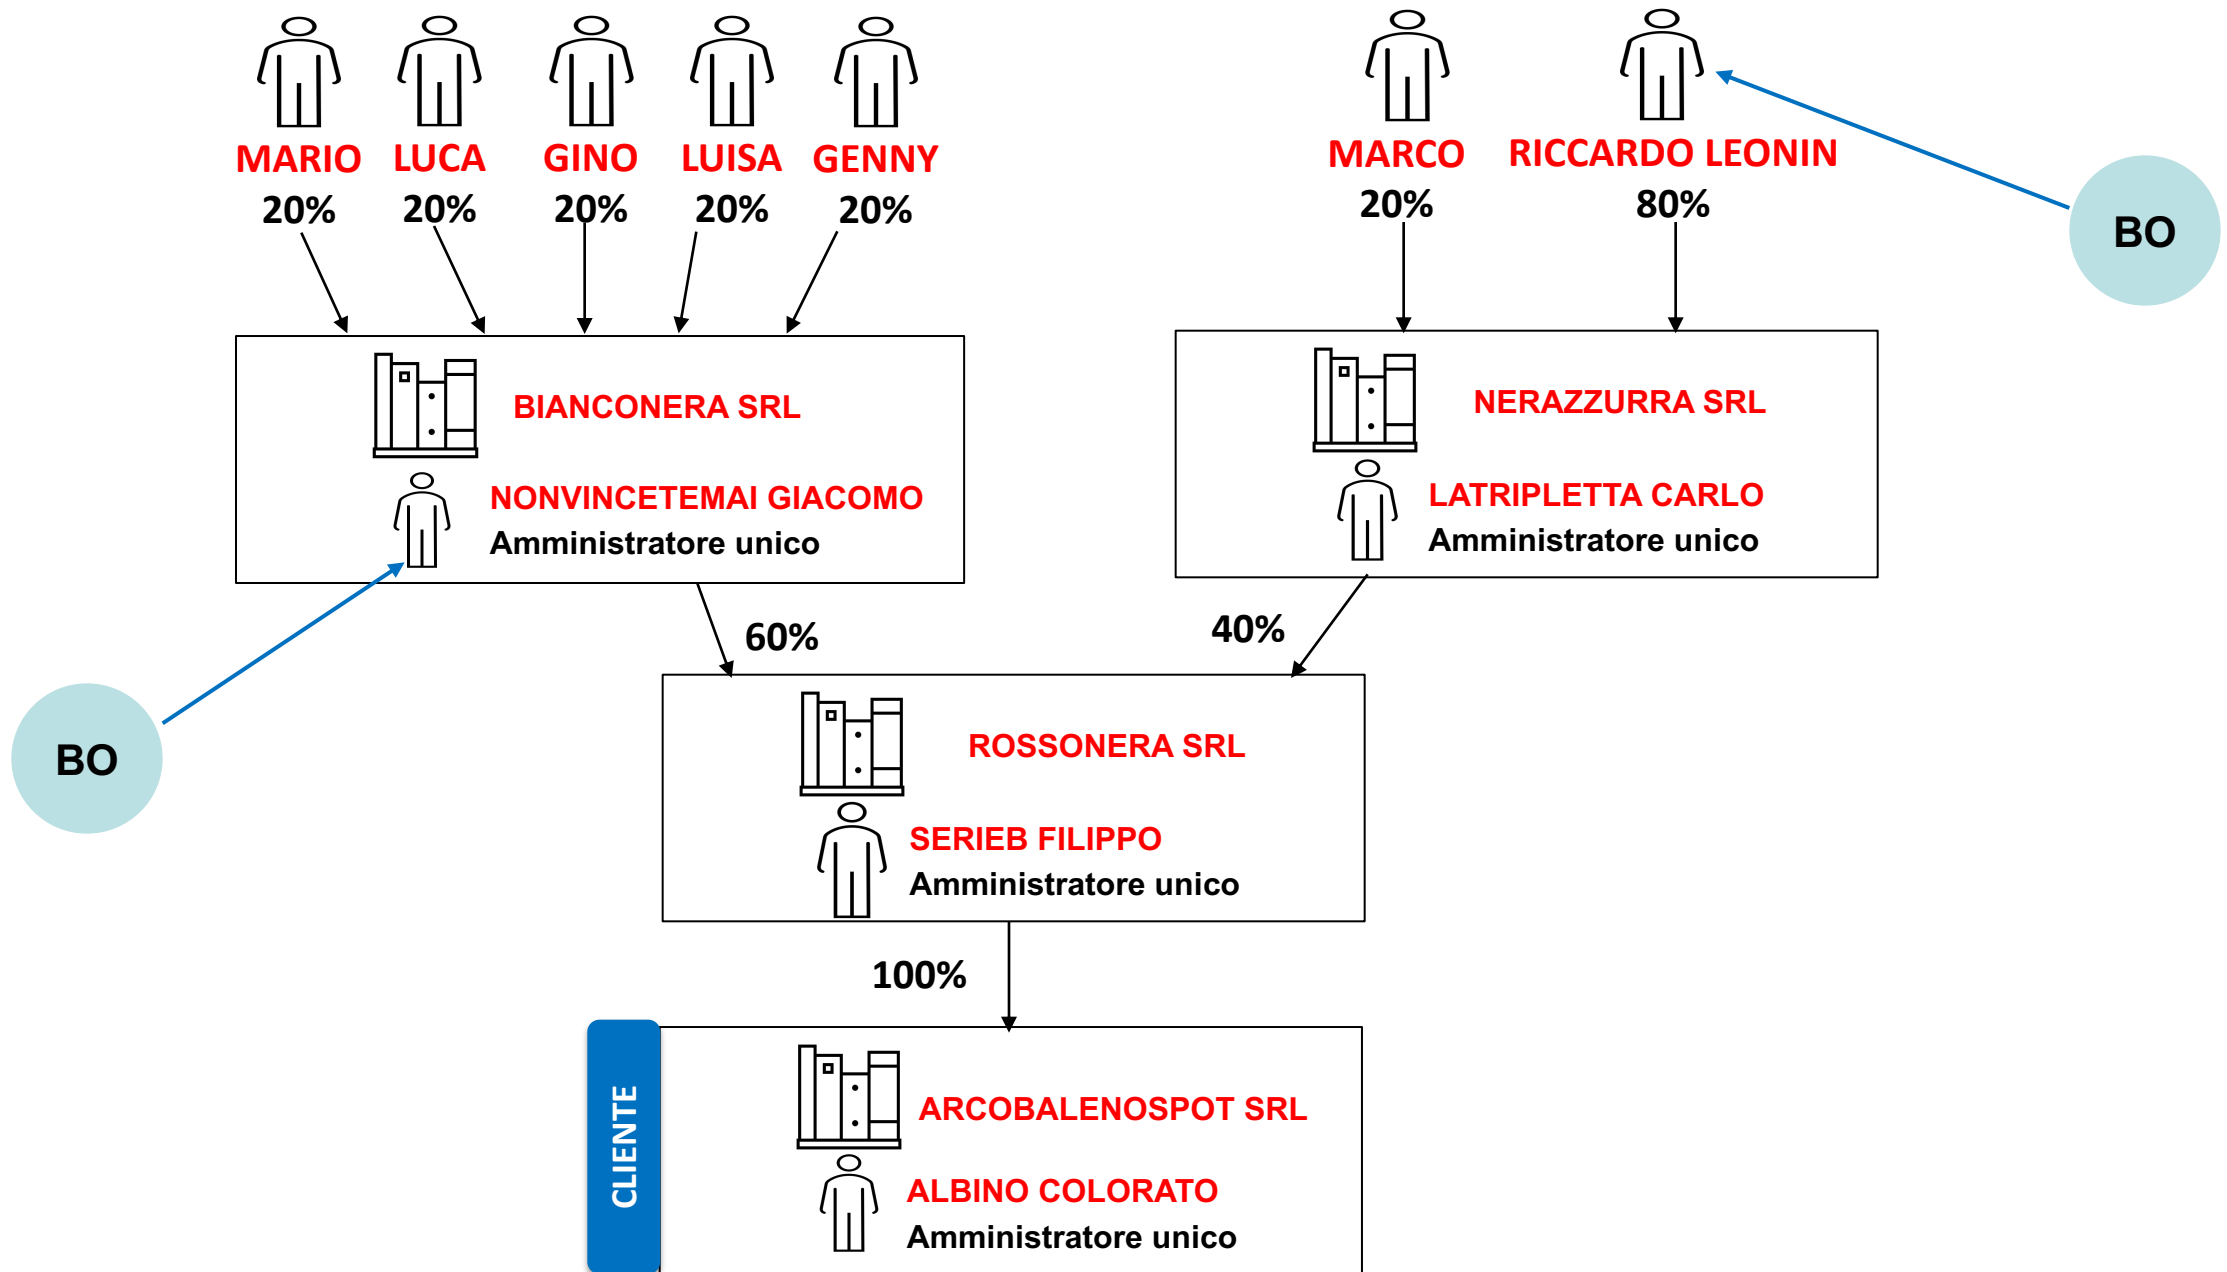 MARIO LUCA GINO LUISA GENNY
20% 20% 20% 20% 20%
MARCO RICCARDO LEONIN
20% 80%
BO
BIANCONERA SRL
NONVINCETEMAI GIACOMO
Amministratore unico
NERAZZURRA SRL
LATRIPLETTA CARLO
Amministratore unico
60%
40%
BO
ROSSONERA SRL
SERIEB FILIPPO
Amministratore unico
100%
CLIENTE
ARCOBALENOSPOT SRL
ALBINO COLORATO
Amministratore unico